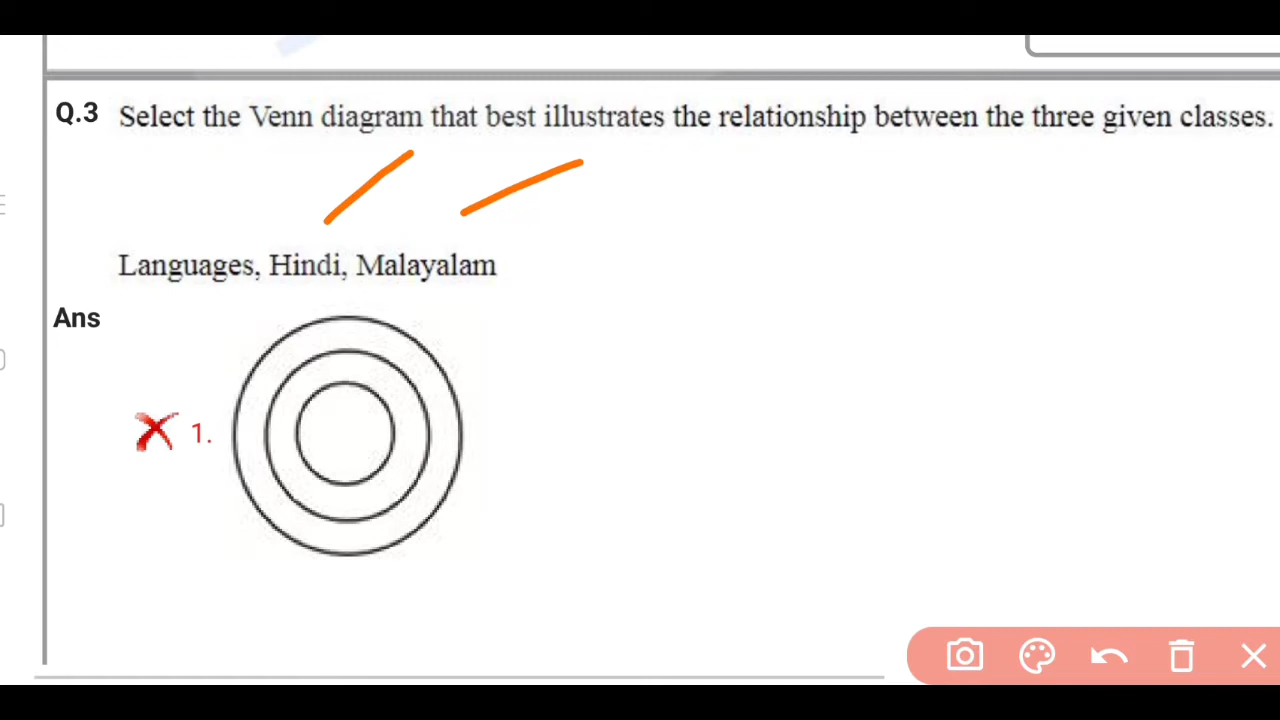 Q.3 Select the Venn diagram that best illustrates the relationship between the three given classes.
Languages, Hindi, Malayalam
Ans
1.